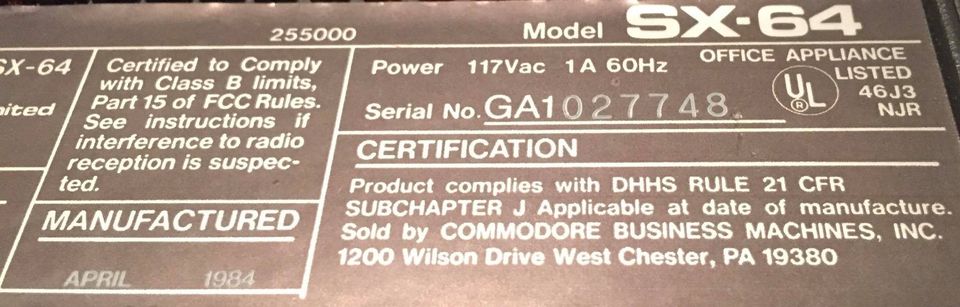 255000
Model SX-64
SX-64
Certified to Comply
with Class B limits,
Part 15 of FCC Rules.
See instructions if
interference to radio
reception is suspec-
ted.
MANUFACTURED
APRIL 1984
Power 117Vac 1A 60Hz
OFFICE APPLIANCE
UL
LISTED
46J3
NJR
Serial No. GA1027748
CERTIFICATION
Product complies with DHHS RULE 21 CFR
SUBCHAPTER J Applicable at date of manufacture.
Sold by COMMODORE BUSINESS MACHINES, INC.
1200 Wilson Drive West Chester, PA 19380